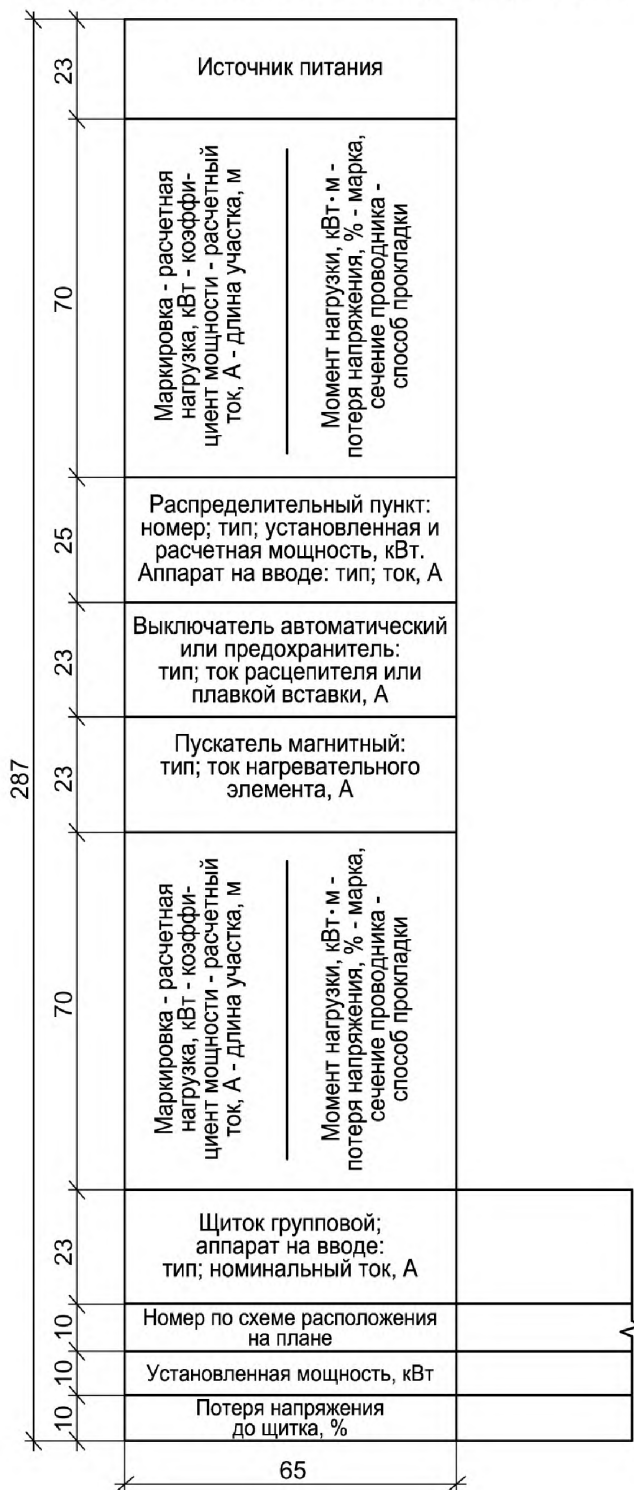 23
Источник питания
70
Маркировка - расчетная
нагрузка, кВт - коэффи-
циент мощности - расчетный
ток, А - длина участка, м
Момент нагрузки, кВт·м -
потеря напряжения, % - марка,
сечение проводника -
способ прокладки
25
Распределительный пункт:
номер; тип; установленная и
расчетная мощность, кВт.
Аппарат на вводе: тип; ток, А
23
Выключатель автоматический
или предохранитель:
тип; ток расцепителя или
плавкой вставки, А
287
23
Пускатель магнитный:
тип; ток нагревательного
элемента, А
70
Маркировка - расчетная
нагрузка, кВт - коэффи-
циент мощности - расчетный
ток, А - длина участка, м
Момент нагрузки, кВт·м -
потеря напряжения, % - марка,
сечение проводника -
способ прокладки
23
Щиток групповой;
аппарат на вводе:
тип; номинальный ток, А
10
Номер по схеме расположения
на плане
10
Установленная мощность, кВт
10
Потеря напряжения
до щитка, %
65